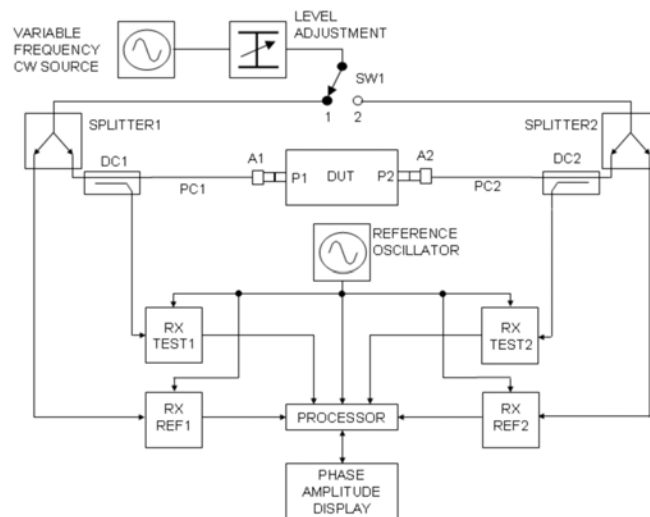 LEVEL
ADJUSTMENT
VARIABLE
FREQUENCY
CW SOURCE
SW1
1 2
SPLITTER1
SPLITTER2
DC1
A1
A2
DC2
P1 DUT P2
PC1
PC2
REFERENCE
OSCILLATOR
RX
TEST1
RX
TEST2
RX
REF1
PROCESSOR
RX
REF2
PHASE
AMPLITUDE
DISPLAY